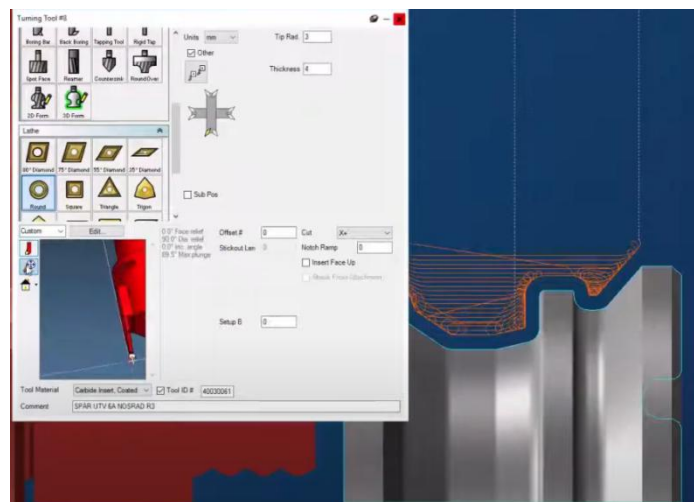 Turning Tool #8
Boring Bar Back Boring Tapping Tool Rigid Tap
Spot Face Reamer Countersink RoundOver
2D Form 3D Form
Units mm Tip Rad. 3
Other
Thickness 4
Lathe
80° Diamond 75° Diamond 55° Diamond 35° Diamond
Round Square Triangle Trigon
Sub Pos
Custom Edit...
0.0° Face relief
90.0° Dia. relief
0.0° inc. angle
89.5° Max plunge
Offset # 0 Cut X+
Stickout Len 0 Notch Ramp 0
Insert Face Up
Setup B 0
Tool Material Carbide Insert, Coated Tool ID # 40030061
Comment SPÅR UTV 6A NOSRAD R3